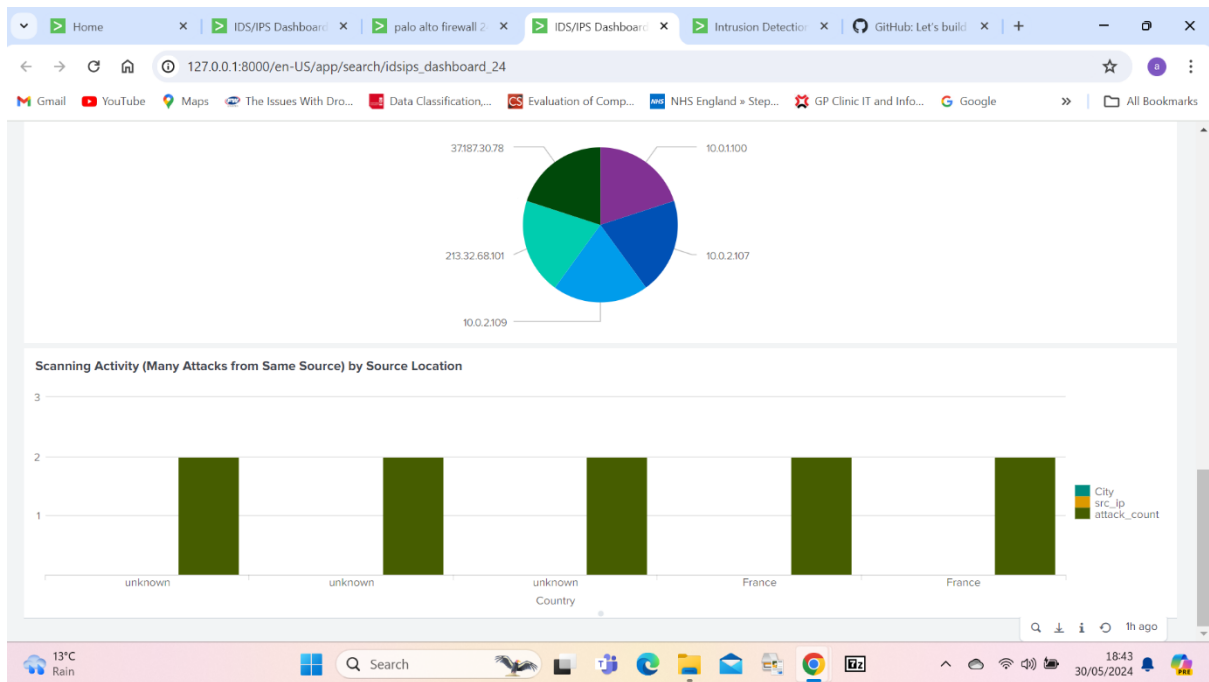 Home
IDS/IPS Dashboard
palo alto firewall 2
IDS/IPS Dashboard
Intrusion Detection
GitHub: Let's build
127.0.0.1:8000/en-US/app/search/idsips_dashboard_24
a
Gmail
YouTube
Maps
The Issues With Dro...
Data Classification,...
CS Evaluation of Comp...
NHS NHS England » Step...
GP Clinic IT and Info...
G Google
»
All Bookmarks
37.187.30.78
10.0.1.100
213.32.68.101
10.0.2.107
10.0.2.109
Scanning Activity (Many Attacks from Same Source) by Source Location
3
2
1
City
src_ip
attack_count
unknown unknown unknown France France
Country
i 1h ago
13°C
Rain
Search
7z
18:43
30/05/2024
PRE